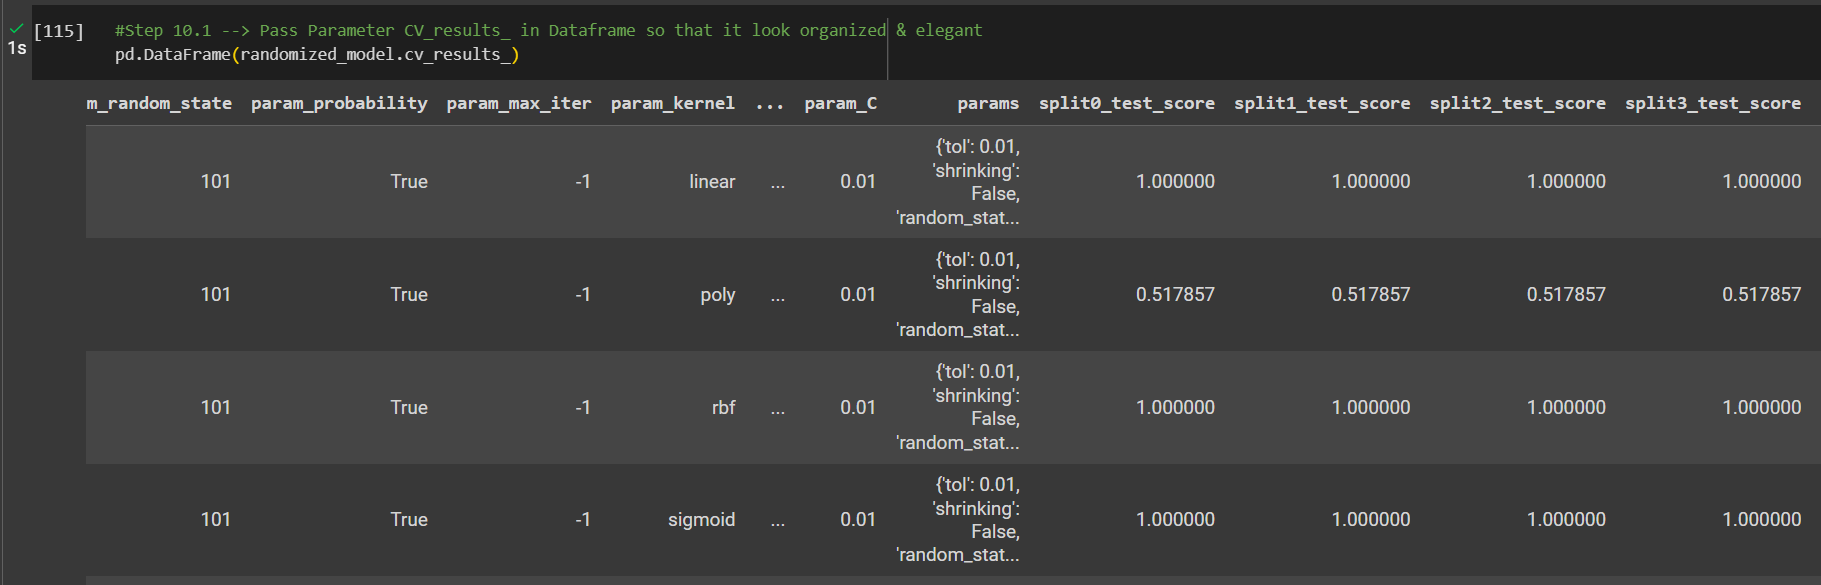 [115] #Step 10.1 --> Pass Parameter CV_results_ in Dataframe so that it look organized & elegant
1s pd.DataFrame(randomized_model.cv_results_)
m_random_state param_probability param_max_iter param_kernel ... param_C params split0_test_score split1_test_score split2_test_score split3_test_score
{'tol': 0.01,
'shrinking':
101 True -1 linear ... 0.01 1.000000 1.000000 1.000000 1.000000
False,
'random_stat...
{'tol': 0.01,
'shrinking':
101 True -1 poly ... 0.01 0.517857 0.517857 0.517857 0.517857
False,
'random_stat...
{'tol': 0.01,
'shrinking':
101 True -1 rbf ... 0.01 1.000000 1.000000 1.000000 1.000000
False,
'random_stat...
{'tol': 0.01,
'shrinking':
101 True -1 sigmoid ... 0.01 1.000000 1.000000 1.000000 1.000000
False,
'random_stat...